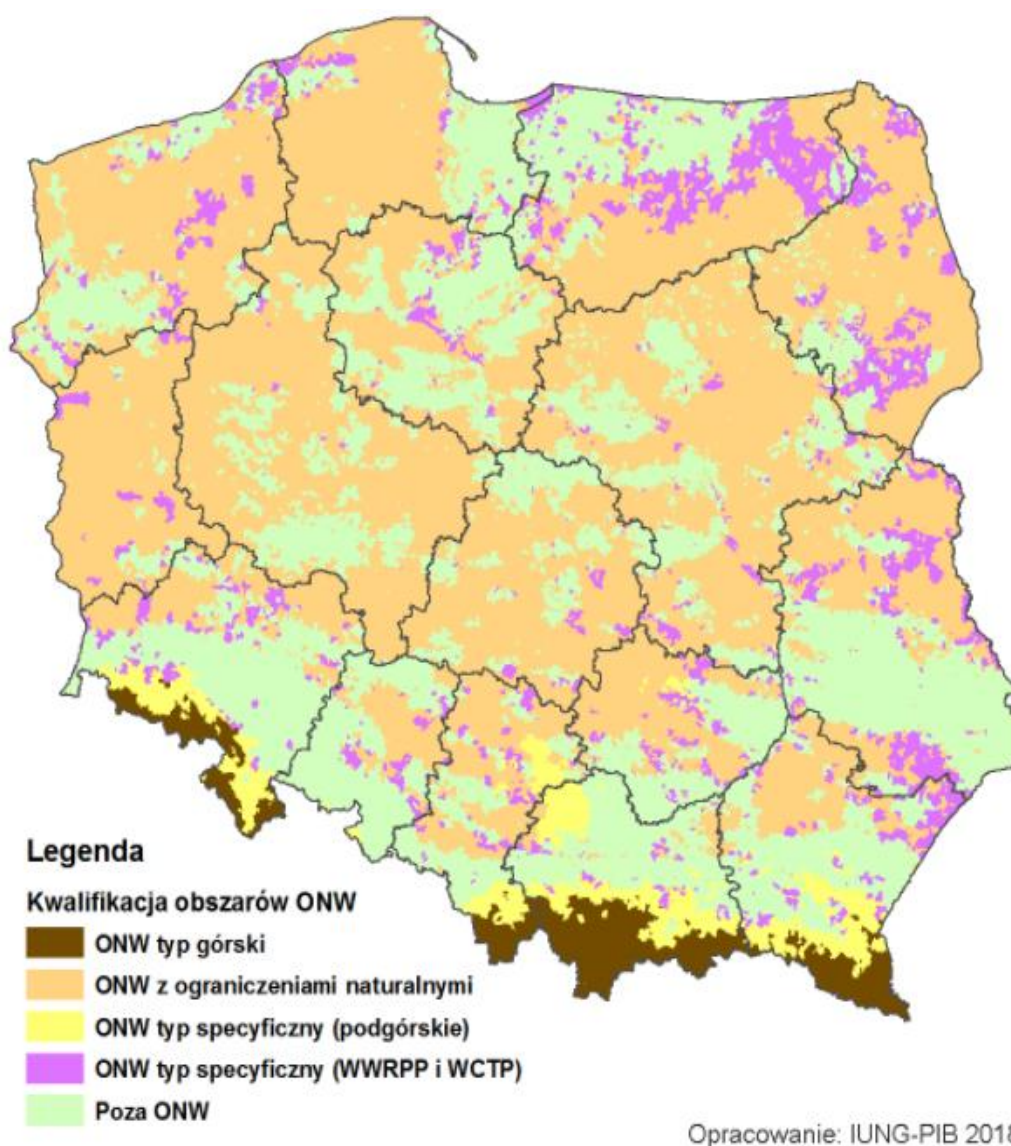 Legenda
Kwalifikacja obszarów ONW
ONW typ górski
ONW z ograniczeniami naturalnymi
ONW typ specyficzny (podgórskie)
ONW typ specyficzny (WWRPP i WCTP)
Poza ONW
Opracowanie: IUNG-PIB 2018